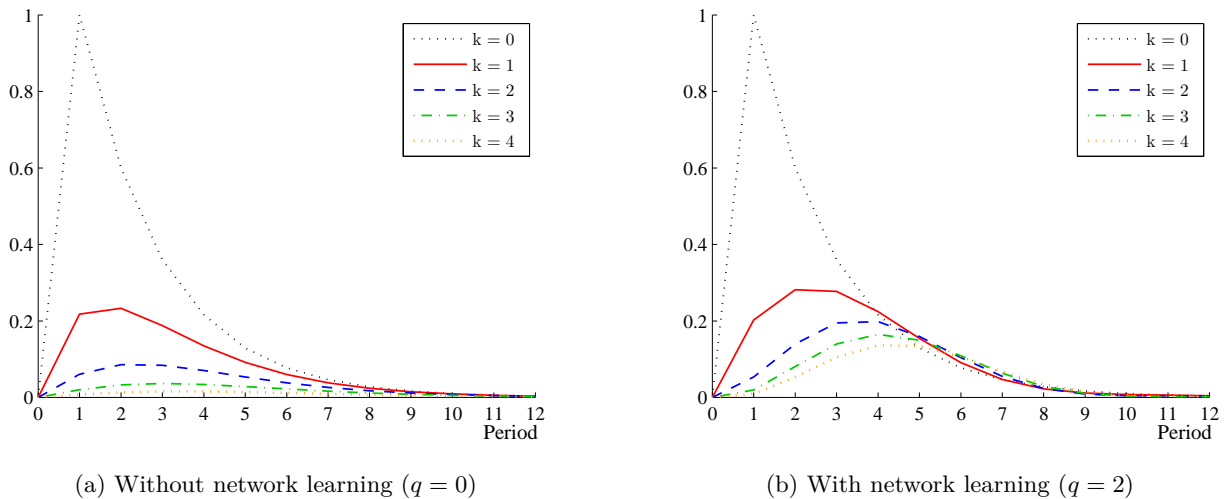 1
0.8
0.6
0.4
0.2
0
0 1 2 3 4 5 6 7 8 9 10 11 12
Period
k = 0
k = 1
k = 2
k = 3
k = 4
(a) Without network learning (q = 0)
1
0.8
0.6
0.4
0.2
0
0 1 2 3 4 5 6 7 8 9 10 11 12
Period
k = 0
k = 1
k = 2
k = 3
k = 4
(b) With network learning (q = 2)